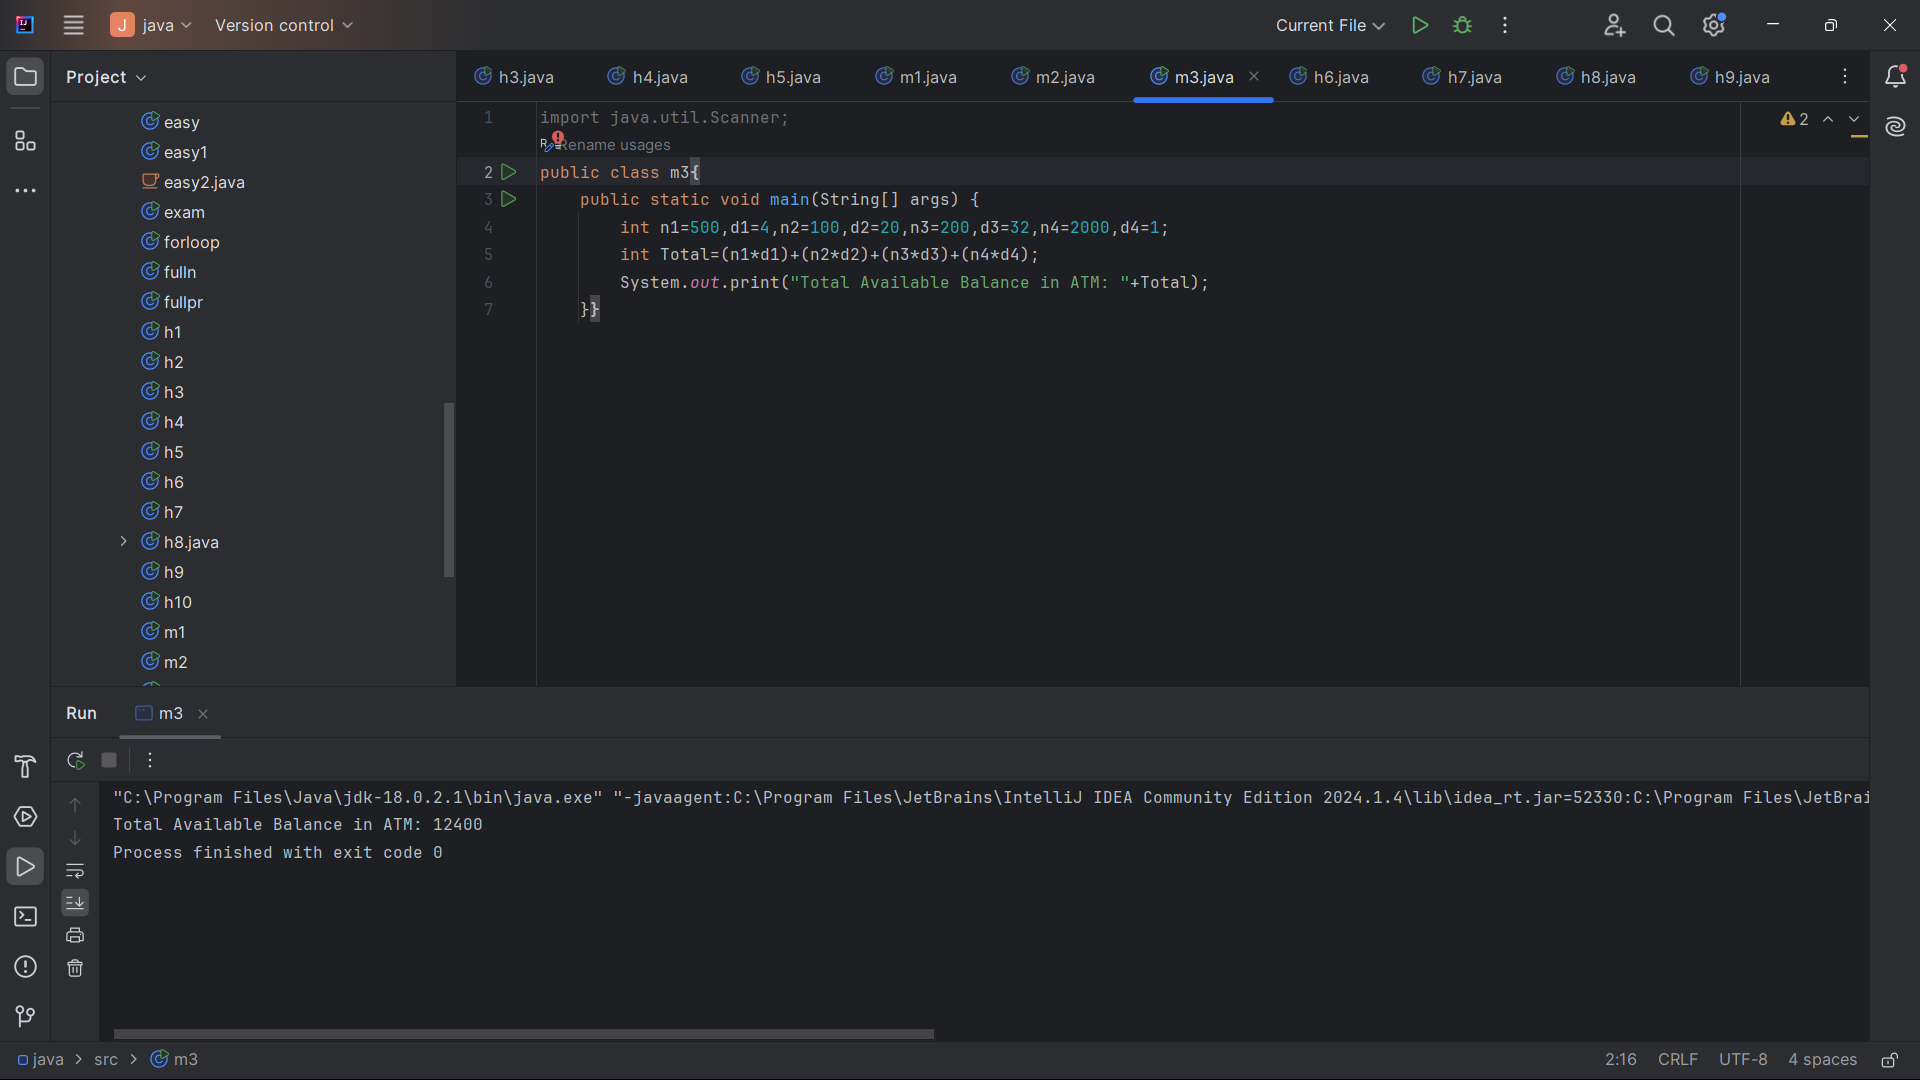 J java Version control Current File
Project
h3.java h4.java h5.java m1.java m2.java m3.java h6.java h7.java h8.java h9.java
easy
easy1
easy2.java
exam
forloop
fulln
fullpr
h1
h2
h3
h4
h5
h6
h7
h8.java
h9
h10
m1
m2
1 import java.util.Scanner;
Rename usages
2 public class m3{
3 public static void main(String[] args) {
4 int n1=500,d1=4,n2=100,d2=20,n3=200,d3=32,n4=2000,d4=1;
5 int Total=(n1*d1)+(n2*d2)+(n3*d3)+(n4*d4);
6 System.out.print("Total Available Balance in ATM: "+Total);
7 }}
2
Run m3
"C:\Program Files\Java\jdk-18.0.2.1\bin\java.exe" "-javaagent:C:\Program Files\JetBrains\IntelliJ IDEA Community Edition 2024.1.4\lib\idea_rt.jar=52330:C:\Program Files\JetBrai
Total Available Balance in ATM: 12400
Process finished with exit code 0
java > src > m3 2:16 CRLF UTF-8 4 spaces